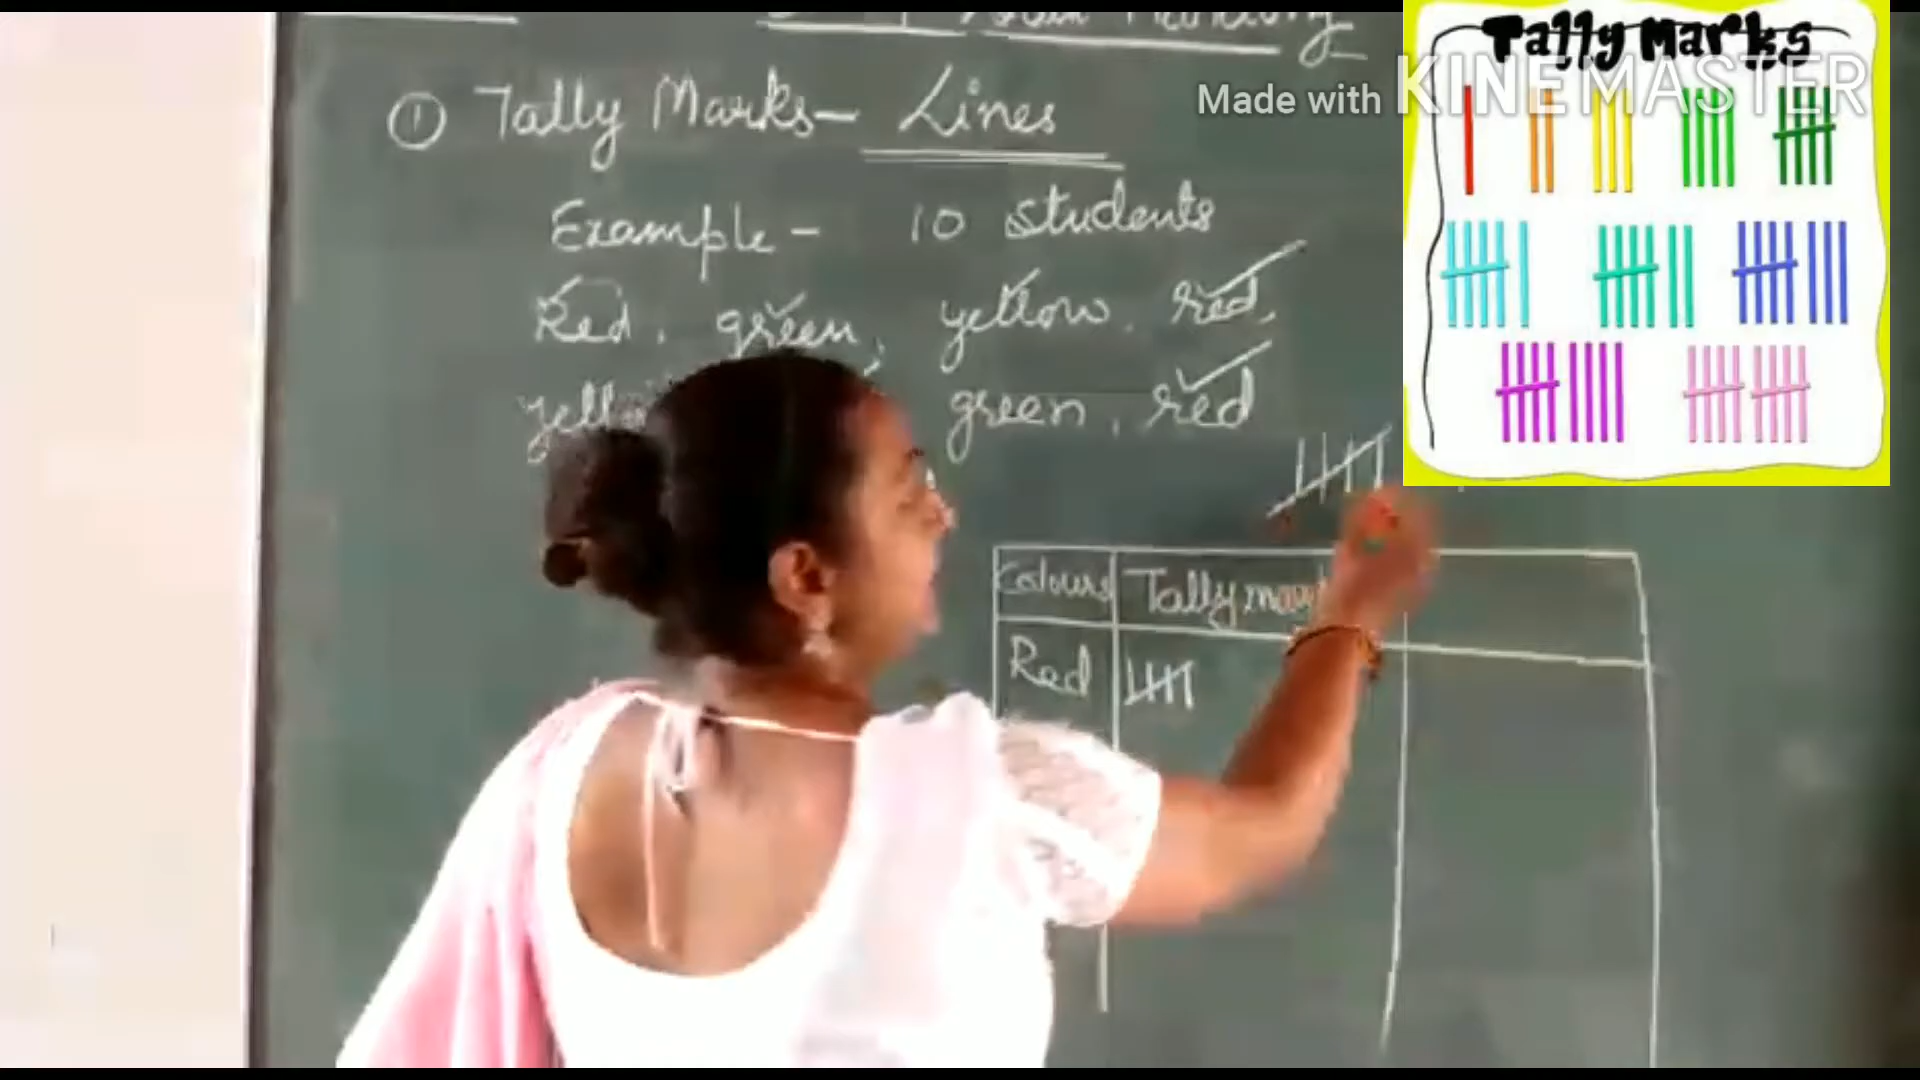 ① Tally Marks- Lines
Example - 10 students
Red, green, yellow, red,
green, red
Colours Tally
Red
Tally Marks
Made with KINEMASTER